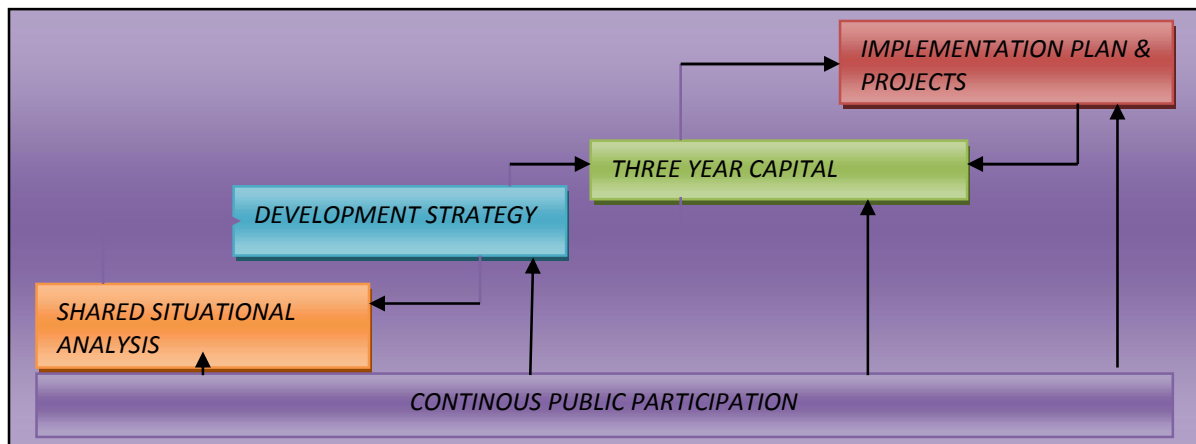 IMPLEMENTATION PLAN &
PROJECTS
THREE YEAR CAPITAL
DEVELOPMENT STRATEGY
SHARED SITUATIONAL
ANALYSIS
CONTINOUS PUBLIC PARTICIPATION